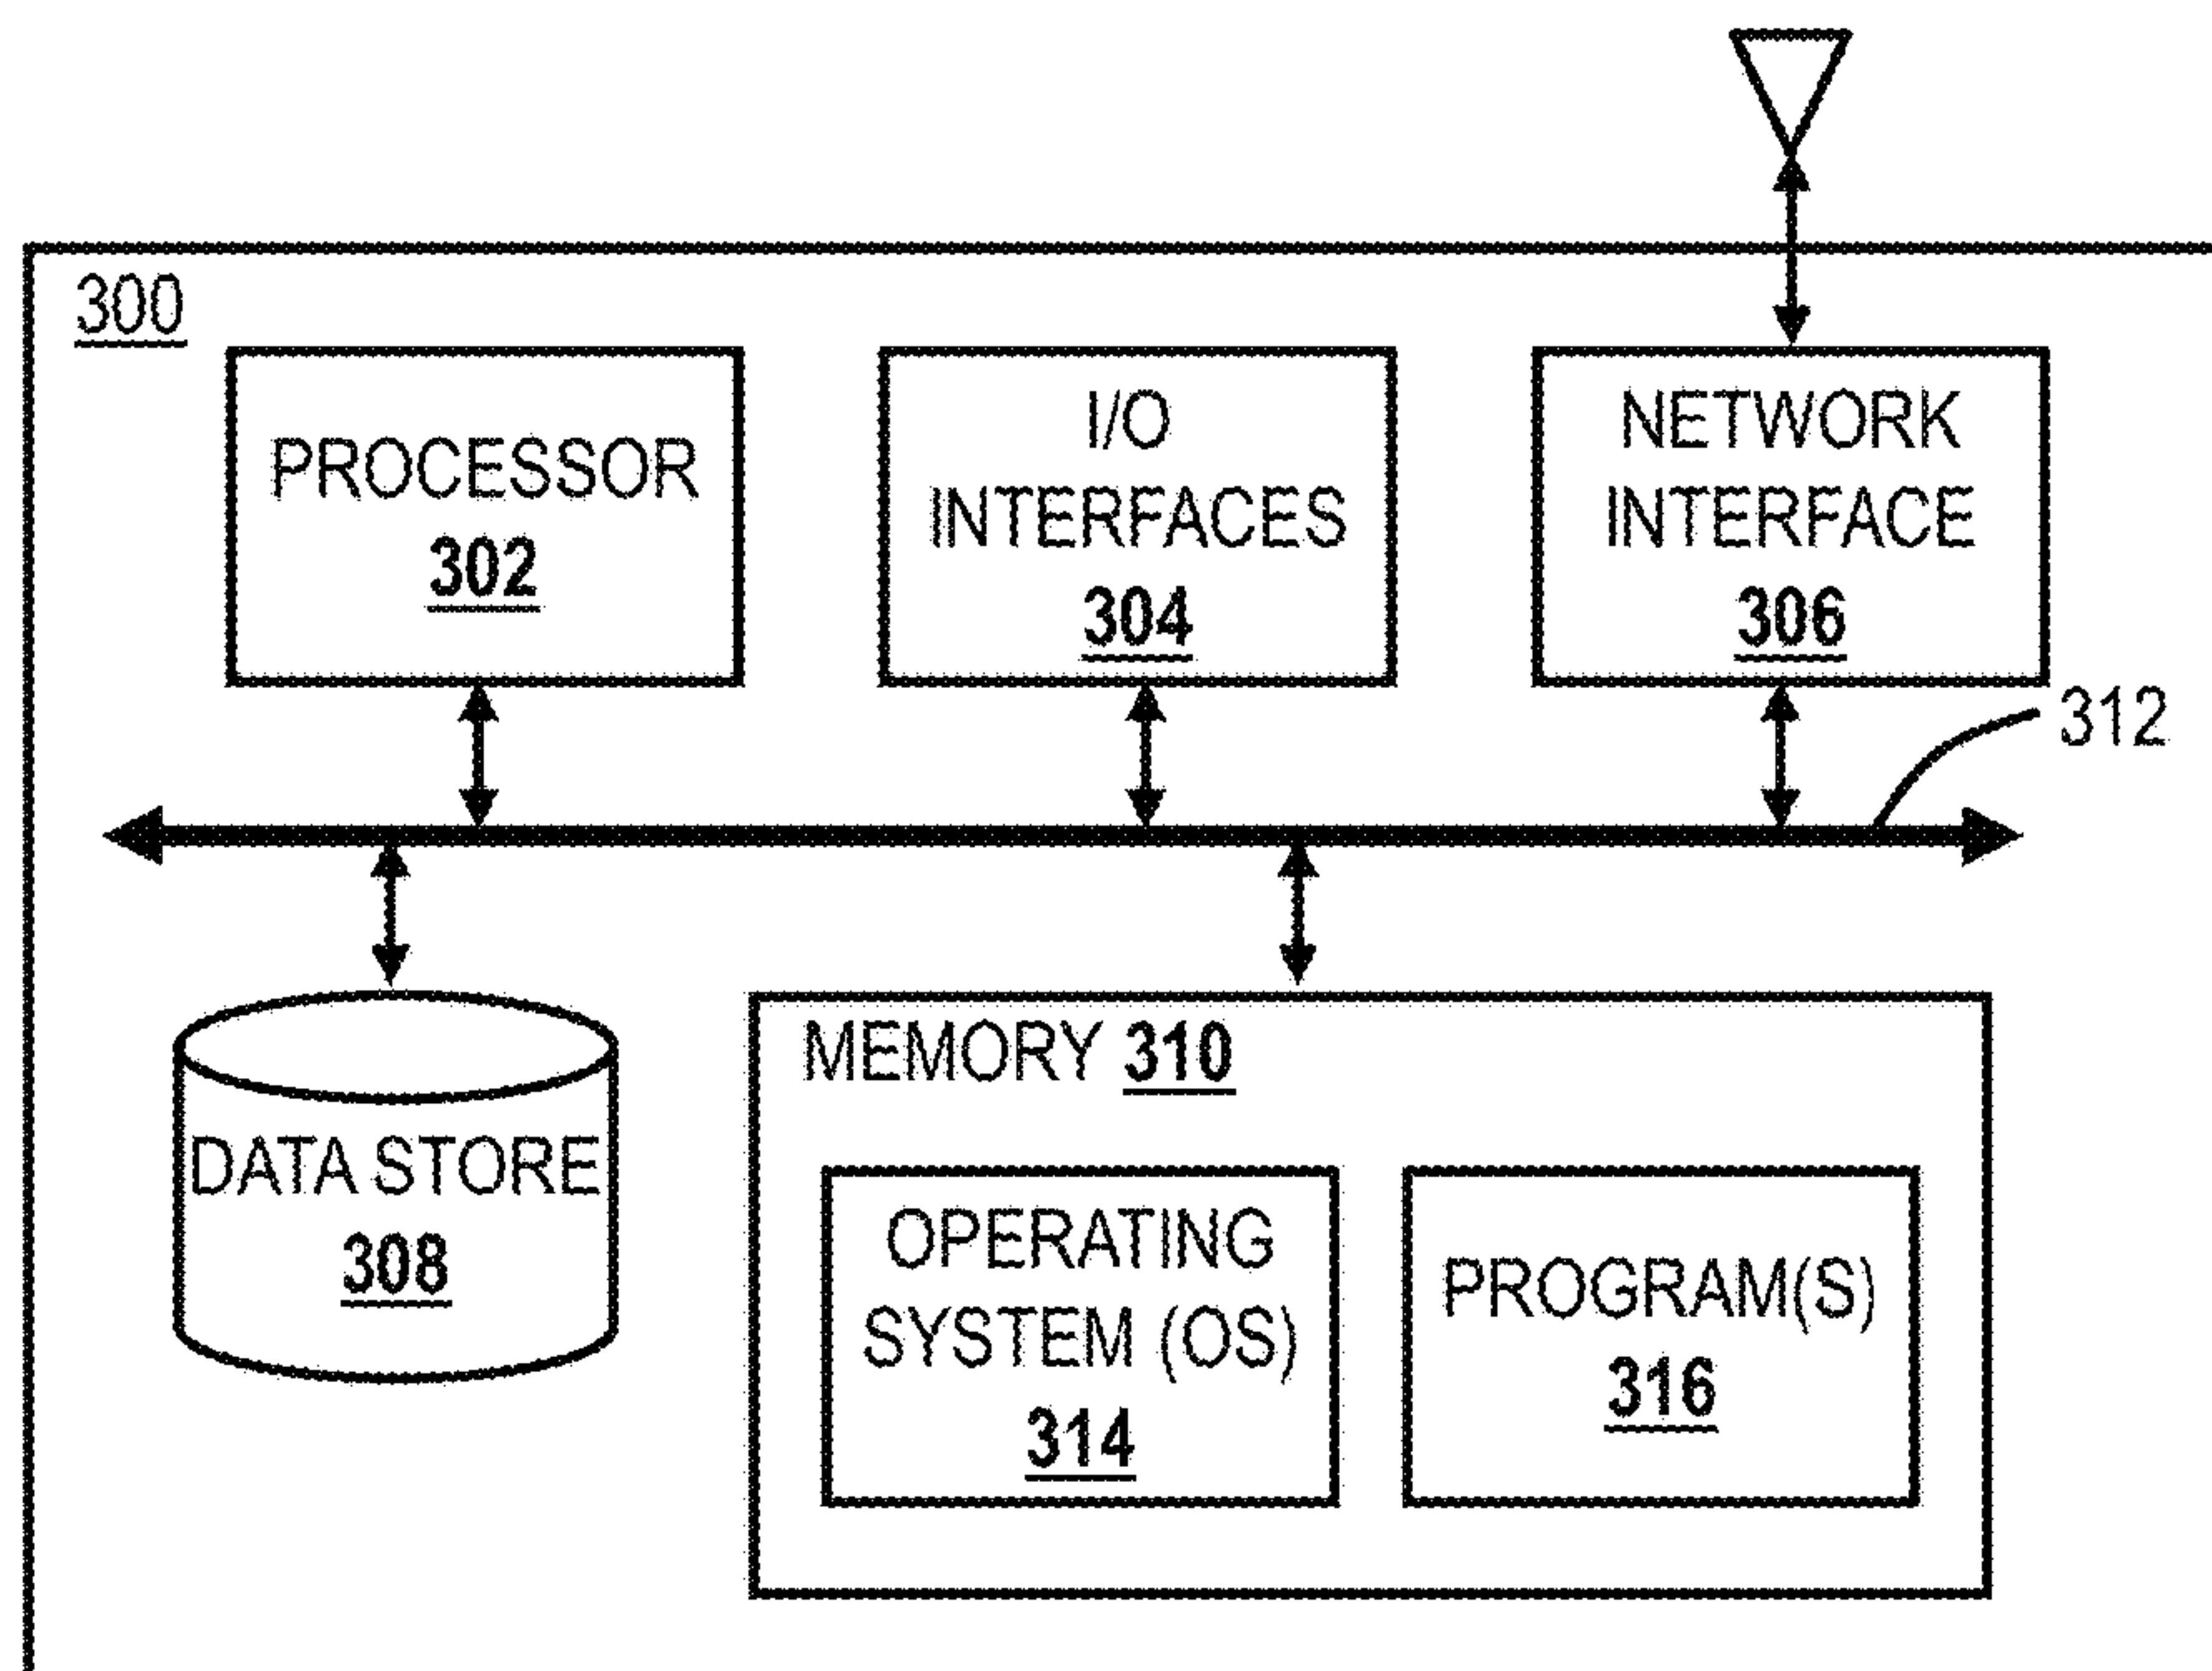 300
PROCESSOR
302
I/O
INTERFACES
304
NETWORK
INTERFACE
306
312
DATA STORE
308
MEMORY 310
OPERATING
SYSTEM (OS)
314
PROGRAM(S)
316